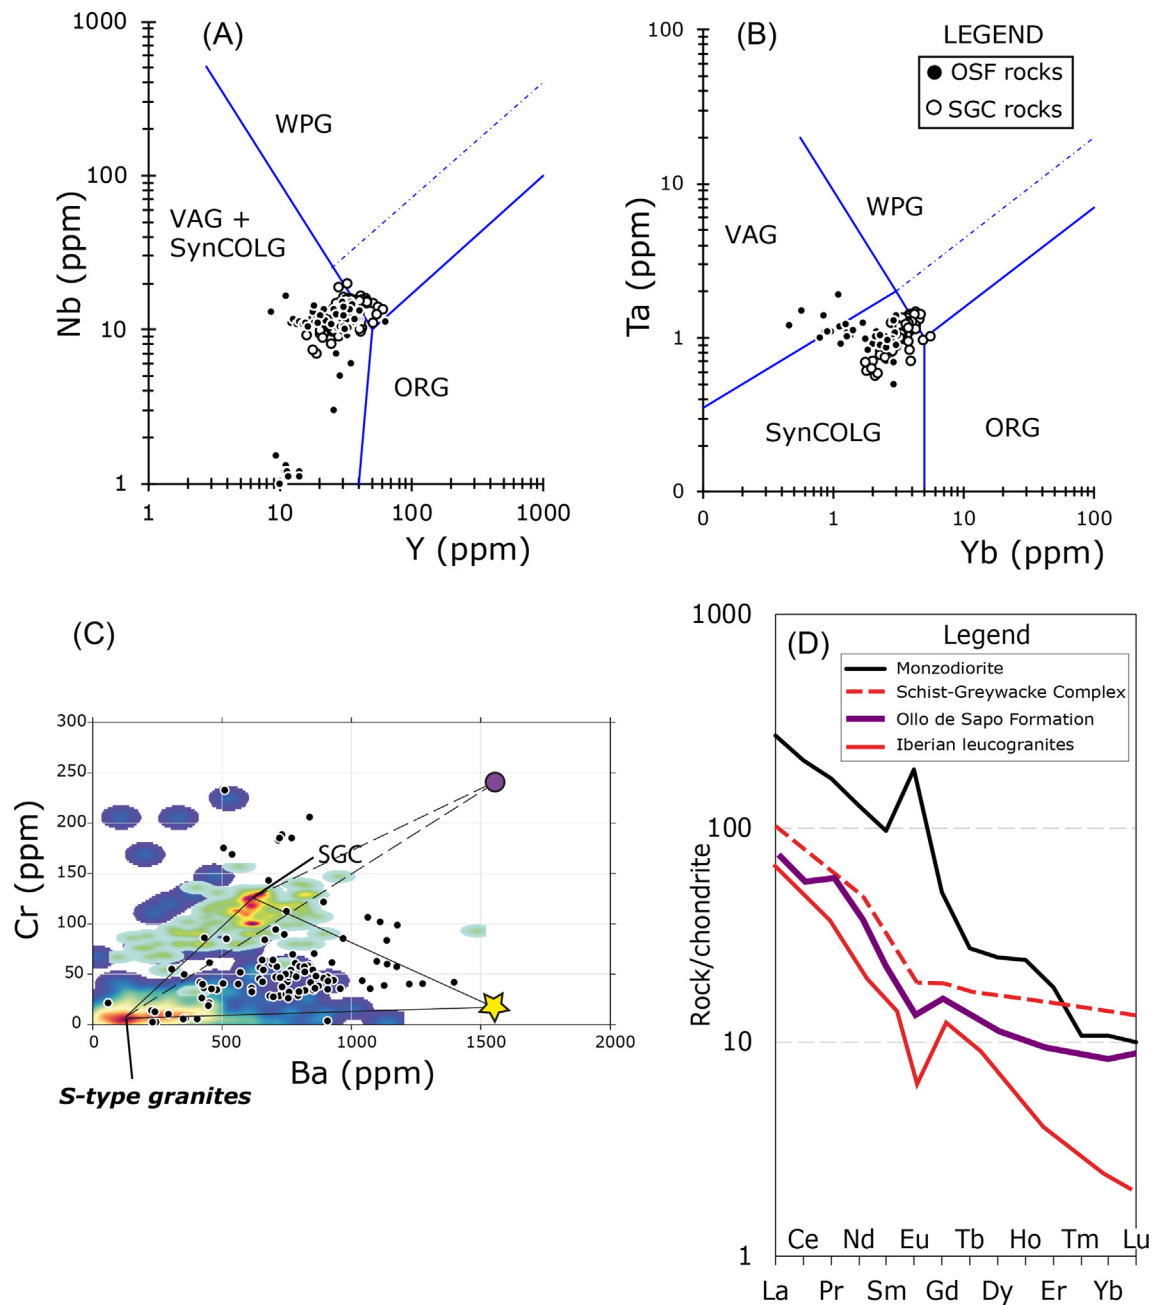 (A)
1000
100
10
1
Nb (ppm)
WPG
VAG +
SynCOLG
ORG
1 10 100 1000
Y (ppm)
(B)
LEGEND
OSF rocks
SGC rocks
100
10
1
0
Ta (ppm)
WPG
VAG
SynCOLG
ORG
0 1 10 100
Yb (ppm)
(C)
300
250
200
150
100
50
0
Cr (ppm)
SGC
0 500 1000 1500 2000
Ba (ppm)
S-type granites
(D)
Legend
Monzodiorite
Schist-Greywacke Complex
Ollo de Sapo Formation
Iberian leucogranites
1000
100
10
1
Rock/chondrite
Ce Nd Eu Tb Ho Tm Lu
La Pr Sm Gd Dy Er Yb